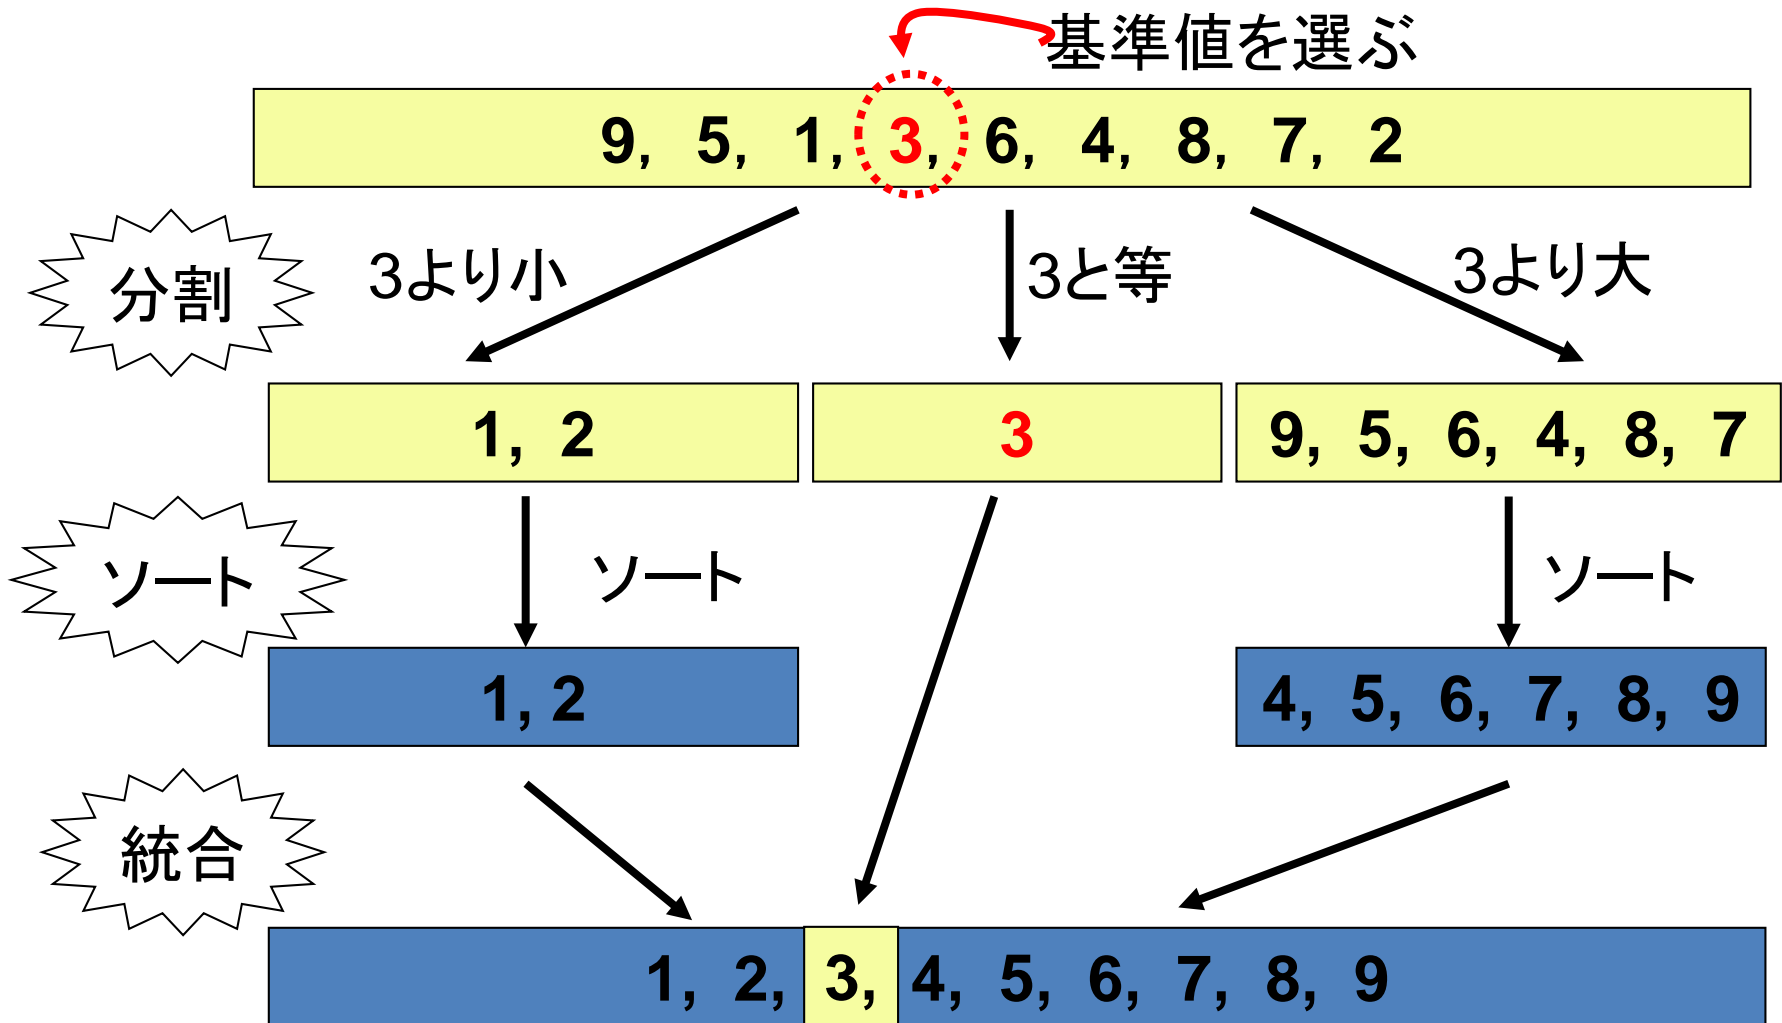 基準値を選ぶ
9, 5, 1, 3, 6, 4, 8, 7, 2
分割
3より小
3と等
3より大
1, 2
3
9, 5, 6, 4, 8, 7
ソート
ソート
ソート
1, 2
4, 5, 6, 7, 8, 9
統合
1, 2, 3, 4, 5, 6, 7, 8, 9